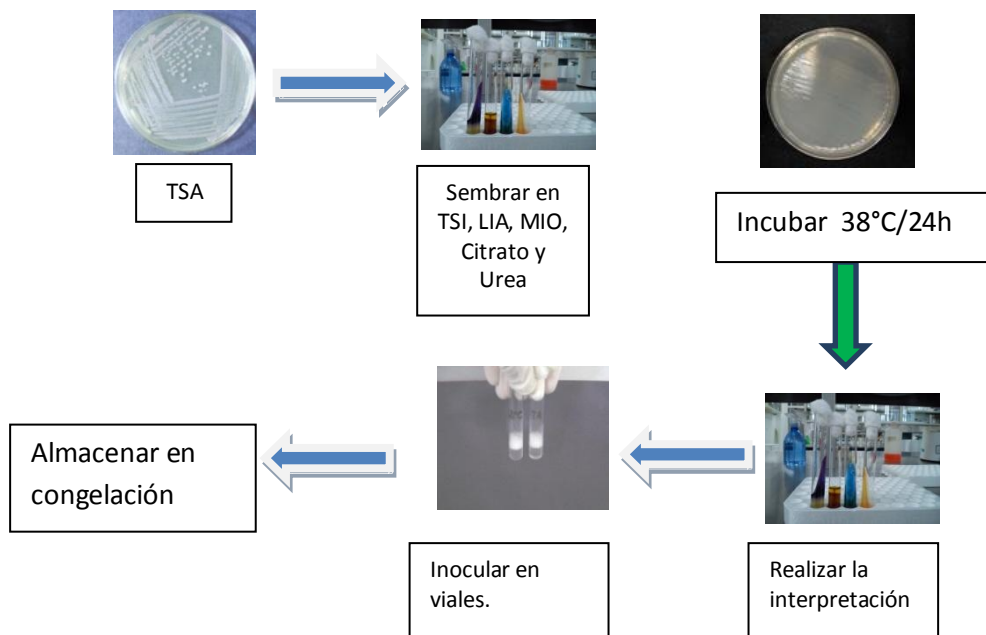 TSA
Sembrar en
TSI, LIA, MIO,
Citrato y
Urea
Incubar 38°C/24h
Realizar la
interpretación
Inocular en
viales.
Almacenar en
congelación